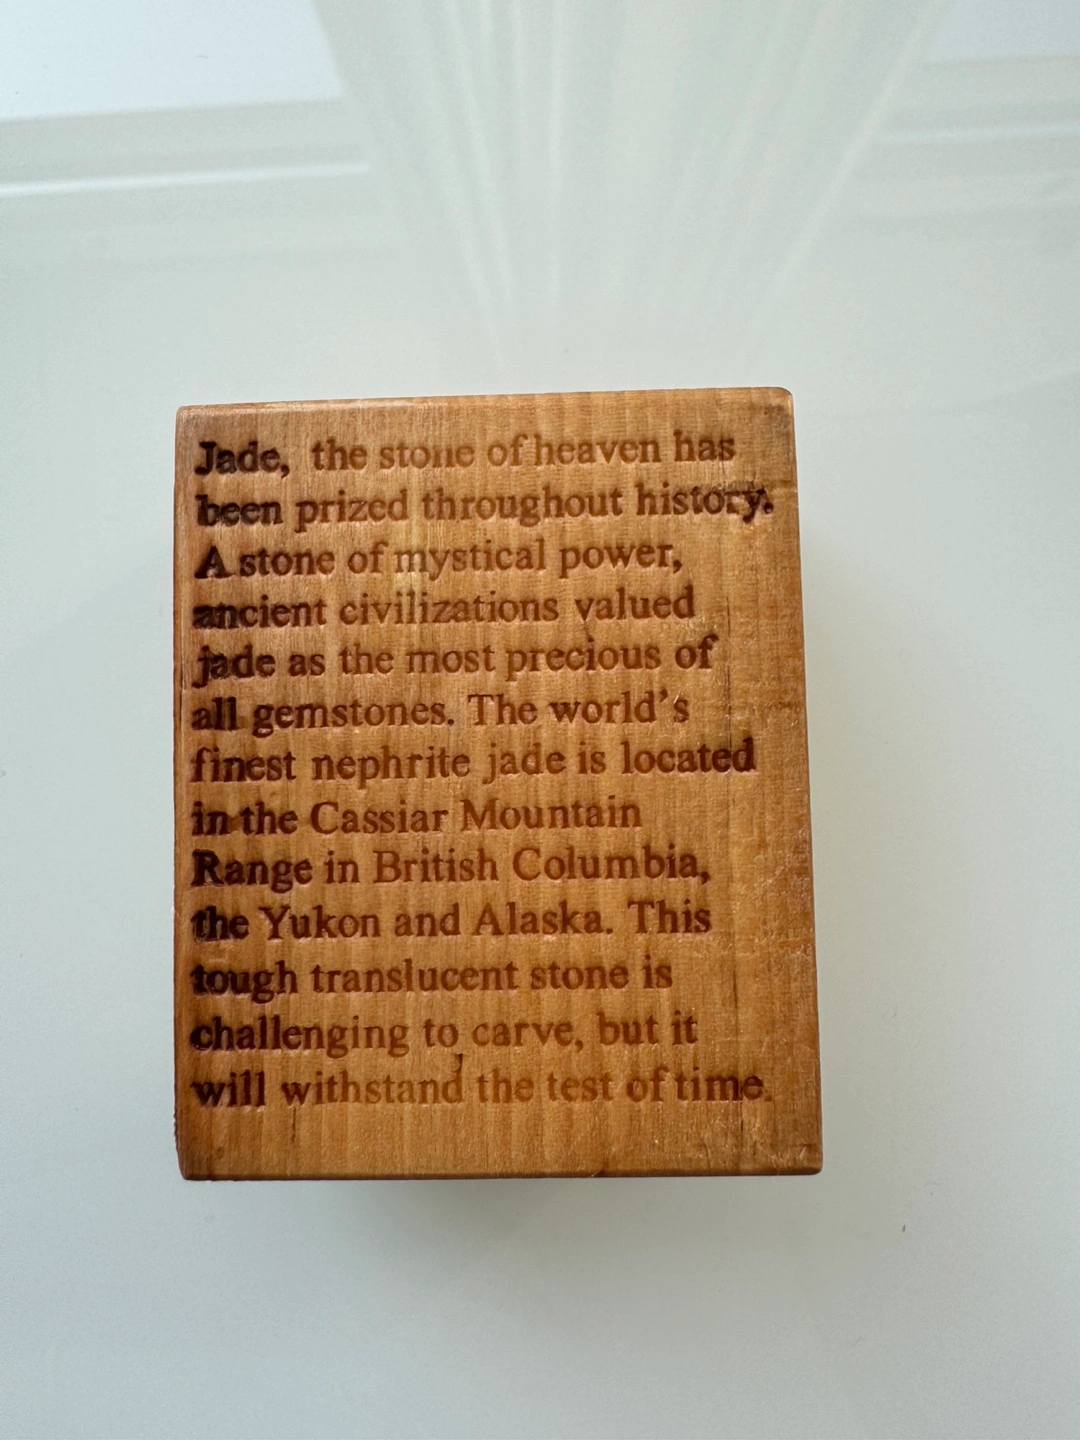 Jade, the stone of heaven has
been prized throughout history.
A stone of mystical power,
ancient civilizations valued
jade as the most precious of
all gemstones. The world's
finest nephrite jade is located
in the Cassiar Mountain
Range in British Columbia,
the Yukon and Alaska. This
tough translucent stone is
challenging to carve, but it
will withstand the test of time.